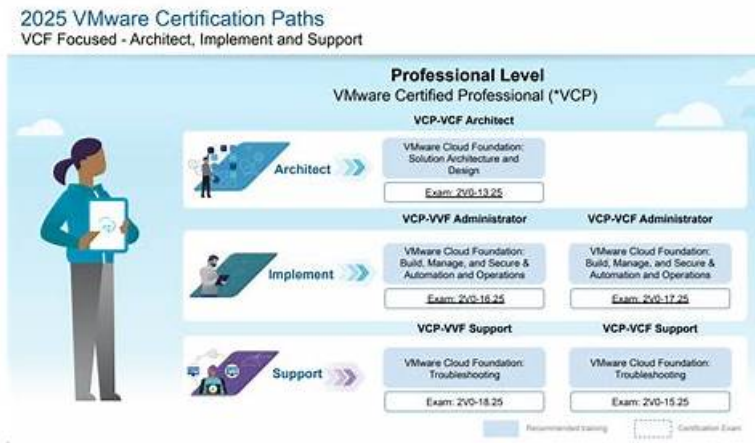 2025 VMware Certification Paths
VCF Focused - Architect, Implement and Support
Professional Level
VMware Certified Professional (*VCP)
VCP-VCF Architect
Architect
VMware Cloud Foundation:
Solution Architecture and
Design
Exam: 2V0-13.25
VCP-VVF Administrator
VCP-VCF Administrator
Implement
VMware Cloud Foundation:
Build, Manage, and Secure &
Automation and Operations
Exam: 2V0-16.25
VMware Cloud Foundation:
Build, Manage, and Secure &
Automation and Operations
Exam: 2V0-17.25
VCP-VVF Support
VCP-VCF Support
Support
VMware Cloud Foundation:
Troubleshooting
Exam: 2V0-18.25
VMware Cloud Foundation:
Troubleshooting
Exam: 2V0-15.25
Recommended training
Certification Exam